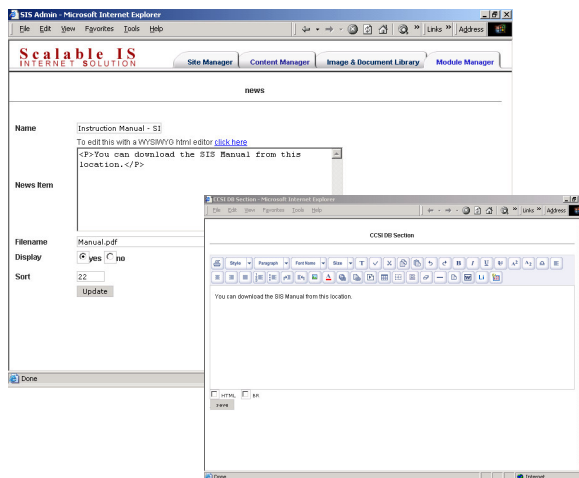 SIS Admin - Microsoft Internet Explorer
File Edit View Favorites Tools Help
Links » Address
Scalable IS
INTERNET SOLUTION
Site Manager Content Manager Image & Document Library Module Manager
news
Name Instruction Manual - SI
To edit this with a WYSIWYG html editor click here
News Item
<P>You can download the SIS Manual from this
location.</P>
Filename Manual.pdf
Display yes no
Sort 22
Update
Done
CCSI DB Section - Microsoft Internet Explorer
File Edit View Favorites Tools Help
Links » Address
CCSI DB Section
Style Paragraph Font Name Size
You can download the SIS Manual from this location.
HTML BR
save
Done Internet